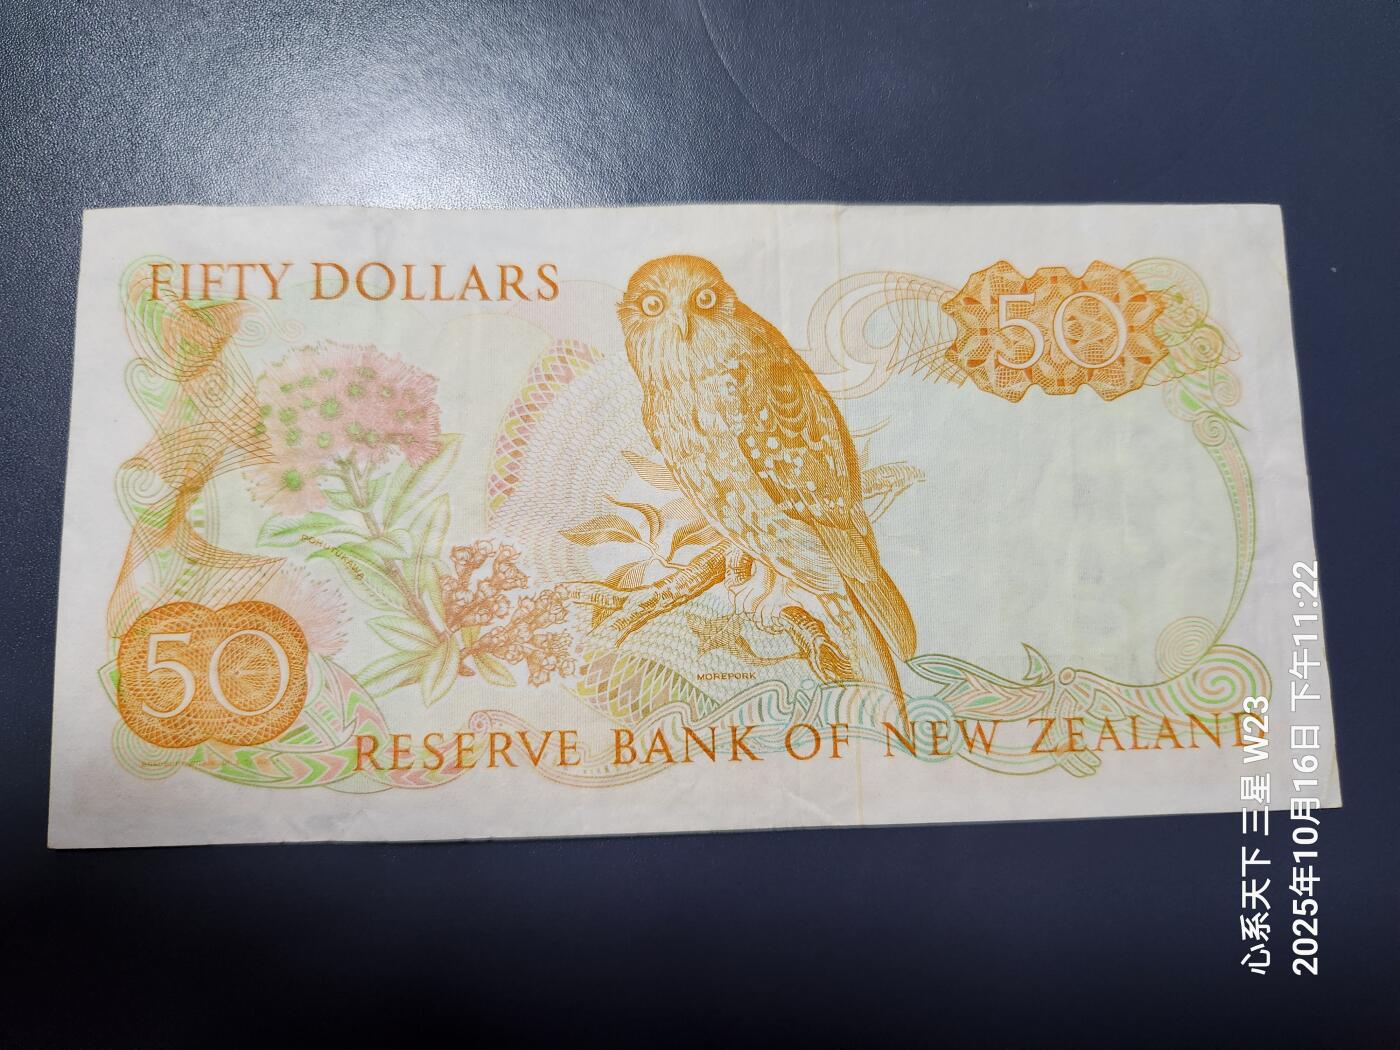 FIFTY DOLLARS
50
POHUTUKAWA
50
MOREPORK
RESERVE BANK OF NEW ZEALAND
心系天下 三星 W23
2025年10月16日 下午11:22